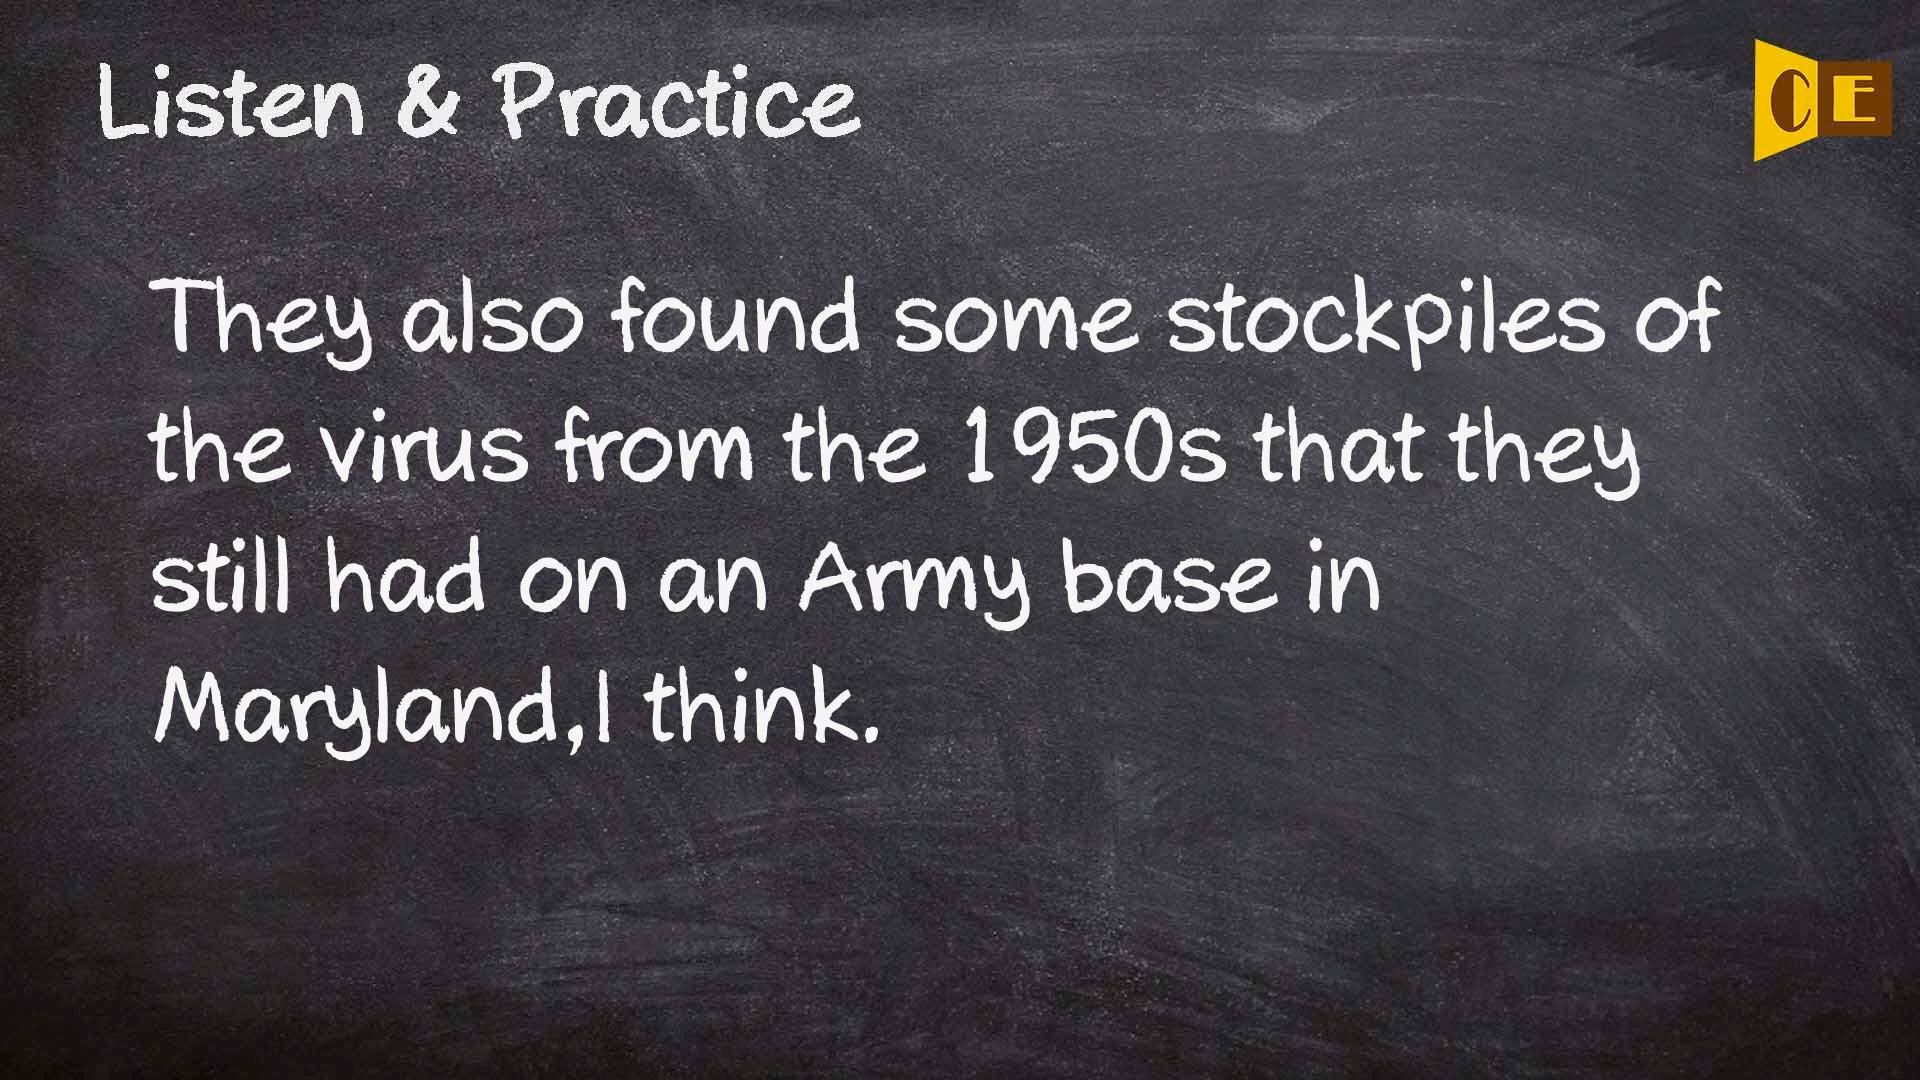 Listen & Practice
CE
They also found some stockpiles of
the virus from the 1950s that they
still had on an Army base in
Maryland,I think.